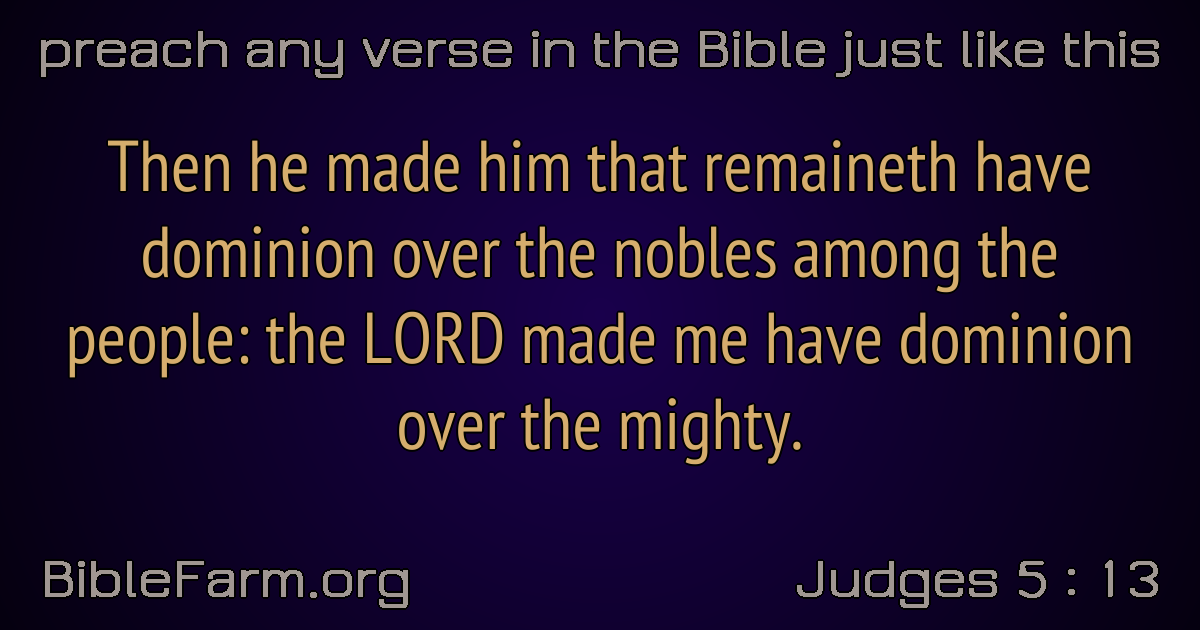 preach any verse in the Bible just like this
Then he made him that remaineth have
dominion over the nobles among the
people: the LORD made me have dominion
over the mighty.
BibleFarm.org
Judges 5 : 13